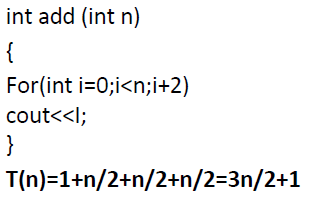 int add (int n)
{
For(int i=0;i<n;i+2)
cout<<l;
}
T(n)=1+n/2+n/2+n/2=3n/2+1